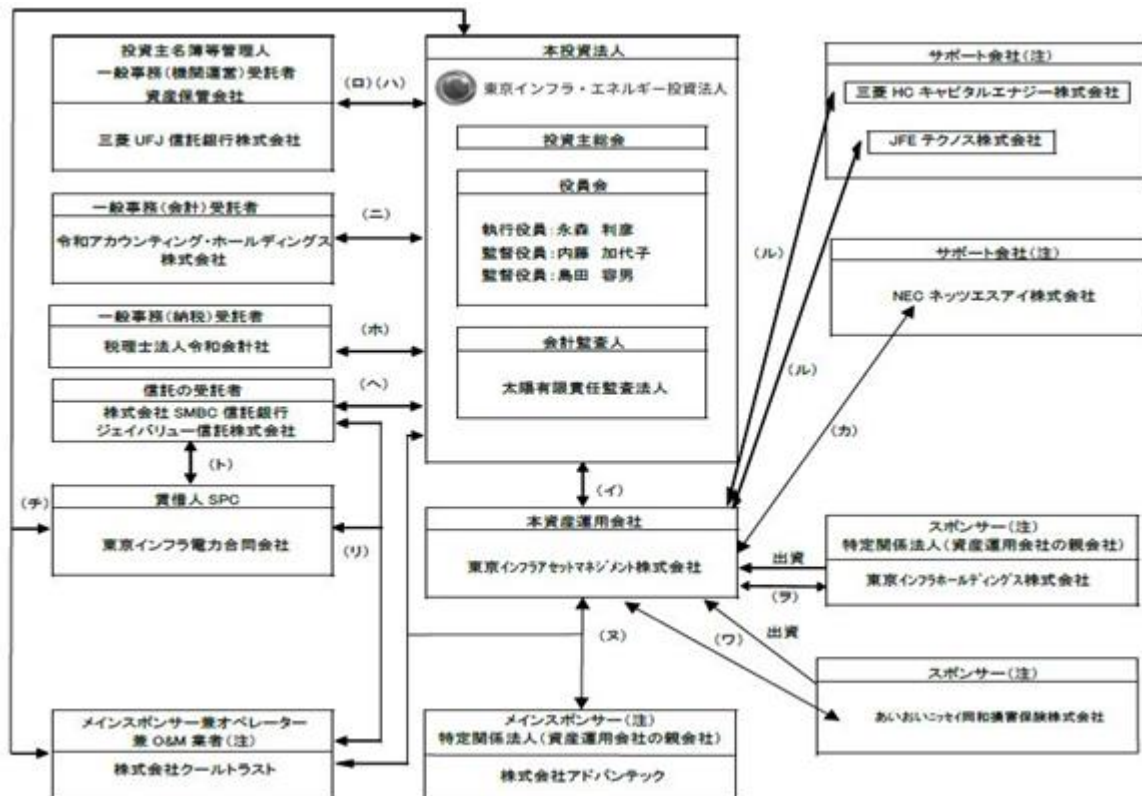 投資主名簿等管理人
一般事務(機関運営)受託者
資産保管会社
三菱 UFJ 信託銀行株式会社
(ロ)(ハ)
一般事務(会計)受託者
令和アカウンティング・ホールディングス
株式会社
(ニ)
一般事務(納税)受託者
税理士法人令和会計社
(ホ)
信託の受託者
株式会社 SMBC 信託銀行
ジェイバリュー信託株式会社
(ヘ)
(ト)
(チ)
賃借人 SPC
東京インフラ電力合同会社
(リ)
メインスポンサー兼オペレーター
兼 O&M 業者(注)
株式会社クールトラスト
本投資法人
東京インフラ・エネルギー投資法人
投資主総会
役員会
執行役員:永森 利彦
監督役員:内藤 加代子
監督役員:島田 容男
会計監査人
太陽有限責任監査法人
(イ)
本資産運用会社
東京インフラアセットマネジメント株式会社
(ヌ)
メインスポンサー(注)
特定関係法人(資産運用会社の親会社)
株式会社アドバンテック
サポート会社(注)
三菱 HC キャピタルエナジー株式会社
JFE テクノス株式会社
(ル)
サポート会社(注)
NEC ネッツエスアイ株式会社
(ル)
(カ)
スポンサー(注)
特定関係法人(資産運用会社の親会社)
東京インフラホールディングス株式会社
出資
(ヲ)
(ワ)
出資
スポンサー(注)
あいおいニッセイ同和損害保険株式会社